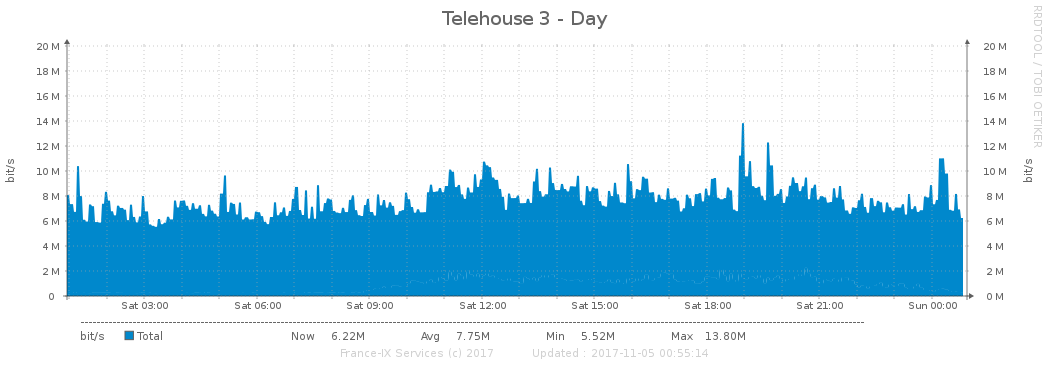 Telehouse 3 - Day
RRDTOOL / TOBI OETIKER
20 M 20 M
18 M 18 M
16 M 16 M
14 M 14 M
12 M 12 M
10 M 10 M
8 M 8 M
6 M 6 M
4 M 4 M
2 M 2 M
0 0 M
bit/s
bit/s
Sat 03:00 Sat 06:00 Sat 09:00 Sat 12:00 Sat 15:00 Sat 18:00 Sat 21:00 Sun 00:00
bit/s Total Now 6.22M Avg 7.75M Min 5.52M Max 13.80M
France-IX Services (c) 2017 Updated : 2017-11-05 00:55:14